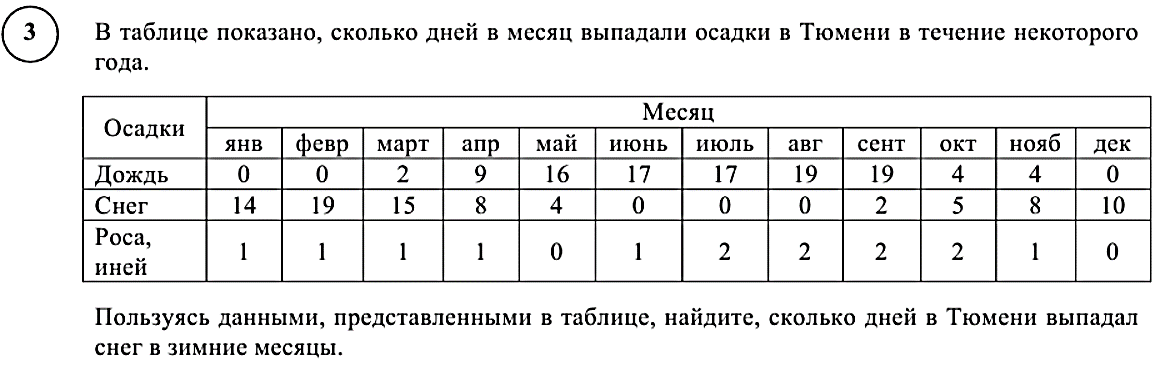 3
В таблице показано, сколько дней в месяц выпадали осадки в Тюмени в течение некоторого
года.
Осадки Месяц
янв февр март апр май июнь июль авг сент окт нояб дек
Дождь 0 0 2 9 16 17 17 19 19 4 4 0
Снег 14 19 15 8 4 0 0 0 2 5 8 10
Роса,
иней 1 1 1 1 0 1 2 2 2 2 1 0
Пользуясь данными, представленными в таблице, найдите, сколько дней в Тюмени выпадал
снег в зимние месяцы.